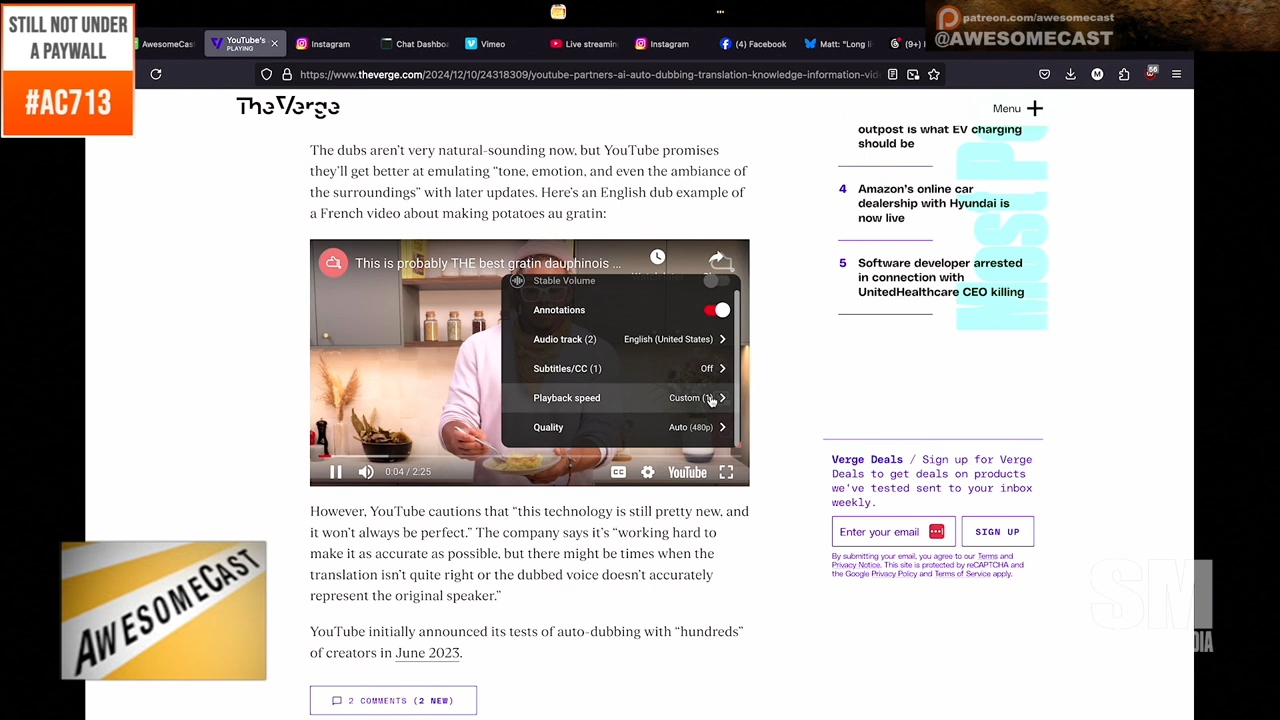 STILL NOT UNDER
A PAYWALL
#AC713
patreon.com/awesomecast
@AWESOMECAST
AwesomeCas
YouTube's
PLAYING
Instagram
Chat Dashbo
Vimeo
Live streamin
Instagram
(4) Facebook
Matt: "Long li
(9+)
https://www.theverge.com/2024/12/10/24318309/youtube-partners-ai-auto-dubbing-translation-knowledge-information-vid
M
56
The Verge
Menu
The dubs aren't very natural-sounding now, but YouTube promises
they'll get better at emulating "tone, emotion, and even the ambiance of
the surroundings" with later updates. Here's an English dub example of
a French video about making potatoes au gratin:
This is probably THE best gratin dauphinois ...
Stable Volume
Annotations
Audio track (2) English (United States)
Subtitles/CC (1) Off
Playback speed Custom (1)
Quality Auto (480p)
0:04 / 2:25
CC
YouTube
However, YouTube cautions that "this technology is still pretty new, and
it won't always be perfect." The company says it's "working hard to
make it as accurate as possible, but there might be times when the
translation isn't quite right or the dubbed voice doesn't accurately
represent the original speaker."
YouTube initially announced its tests of auto-dubbing with "hundreds"
of creators in June 2023.
2 COMMENTS (2 NEW)
outpost is what EV charging
should be
4 Amazon's online car
dealership with Hyundai is
now live
5 Software developer arrested
in connection with
UnitedHealthcare CEO killing
Most Po
Verge Deals / Sign up for Verge
Deals to get deals on products
we've tested sent to your inbox
weekly.
Enter your email
SIGN UP
By submitting your email, you agree to our Terms and
Privacy Notice. This site is protected by reCAPTCHA and
the Google Privacy Policy and Terms of Service apply.
AWESOMECAST
SM